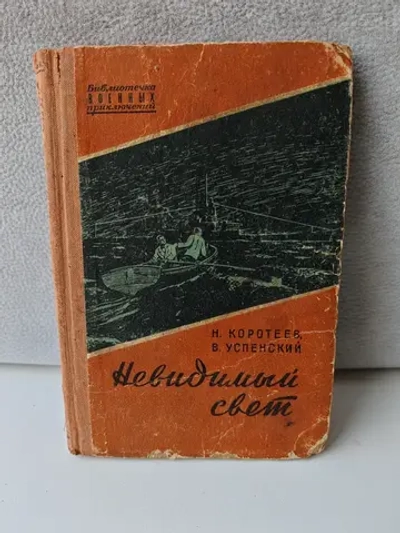 Библиотечка
ВОЕННЫХ
приключений
Н. КОРОТЕЕВ,
В. УСПЕНСКИЙ
Невидимый
свет